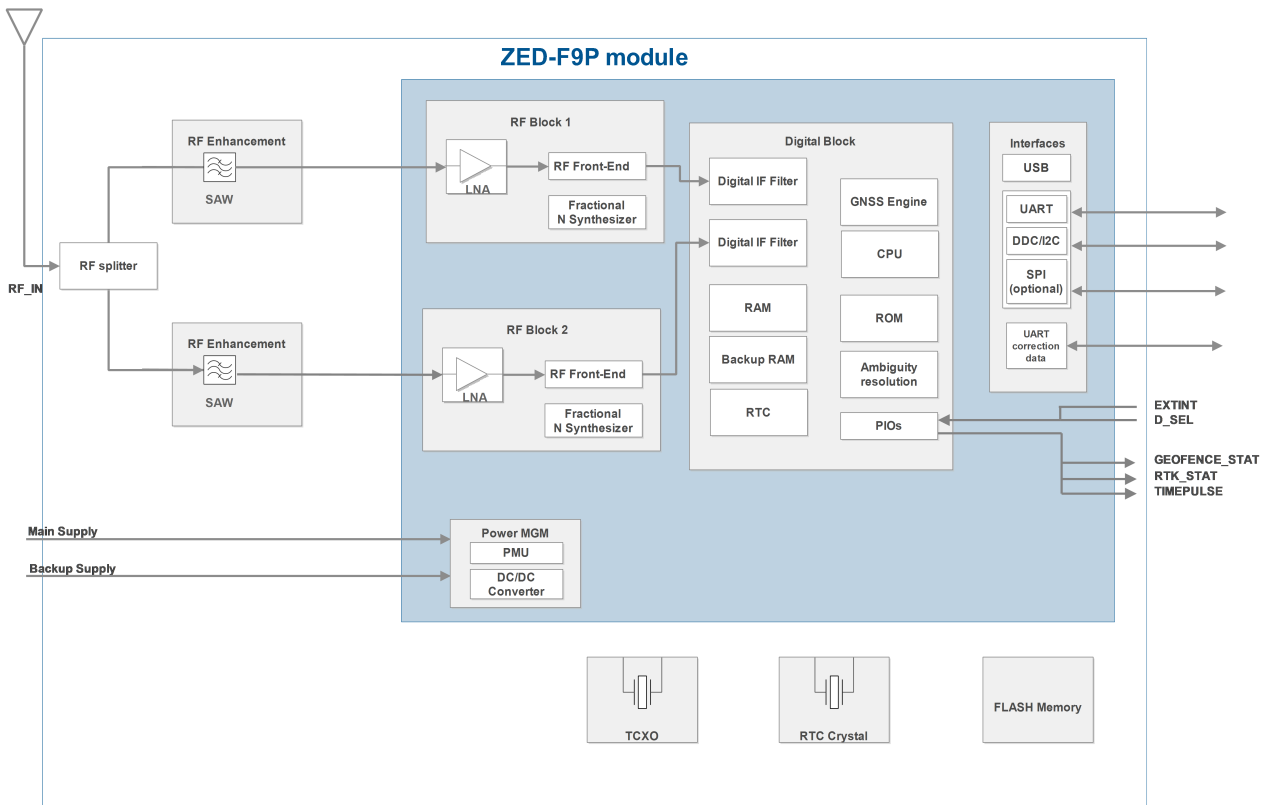 ZED-F9P module
RF_IN
RF splitter
RF Enhancement
SAW
RF Enhancement
SAW
RF Block 1
LNA
RF Front-End
Fractional
N Synthesizer
RF Block 2
LNA
RF Front-End
Fractional
N Synthesizer
Digital Block
Digital IF Filter
Digital IF Filter
RAM
Backup RAM
RTC
GNSS Engine
CPU
ROM
Ambiguity
resolution
PIOs
Interfaces
USB
UART
DDC/I2C
SPI
(optional)
UART
correction
data
EXTINT
D_SEL
GEOFENCE_STAT
RTK_STAT
TIMEPULSE
Main Supply
Backup Supply
Power MGM
PMU
DC/DC
Converter
TCXO
RTC Crystal
FLASH Memory